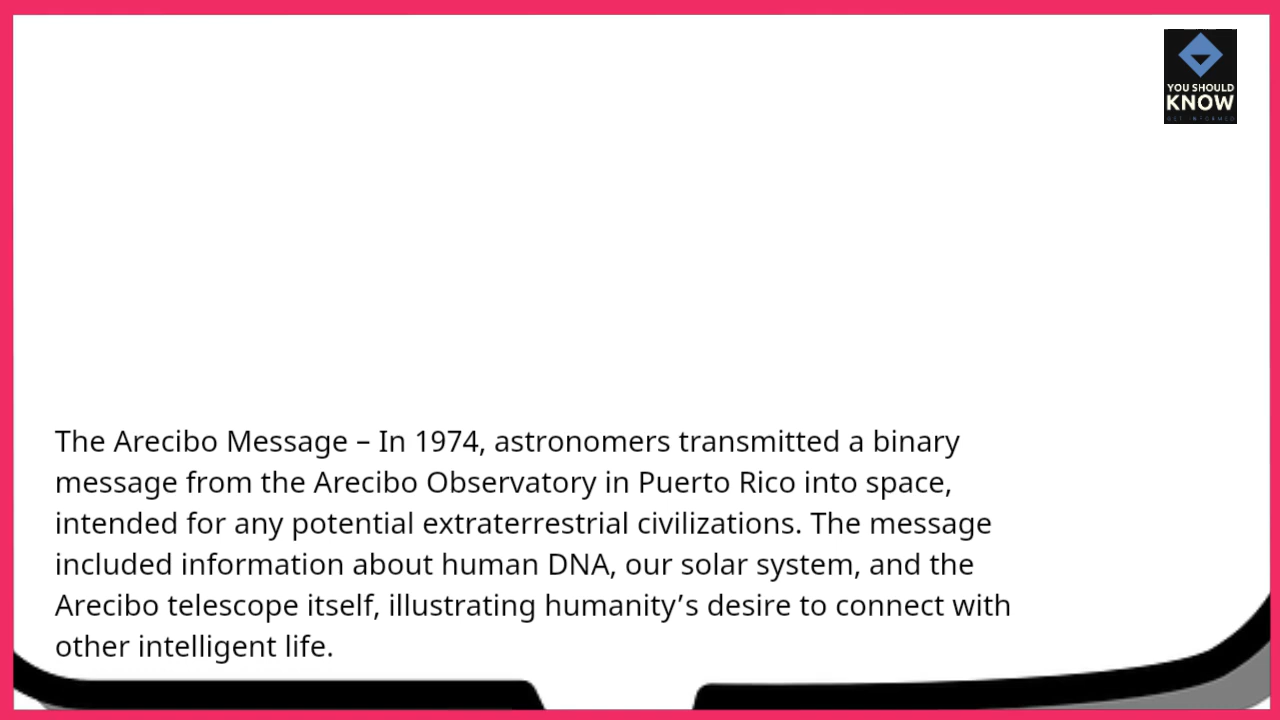 YOU SHOULD
KNOW
GET INFORMED
The Arecibo Message – In 1974, astronomers transmitted a binary
message from the Arecibo Observatory in Puerto Rico into space,
intended for any potential extraterrestrial civilizations. The message
included information about human DNA, our solar system, and the
Arecibo telescope itself, illustrating humanity’s desire to connect with
other intelligent life.